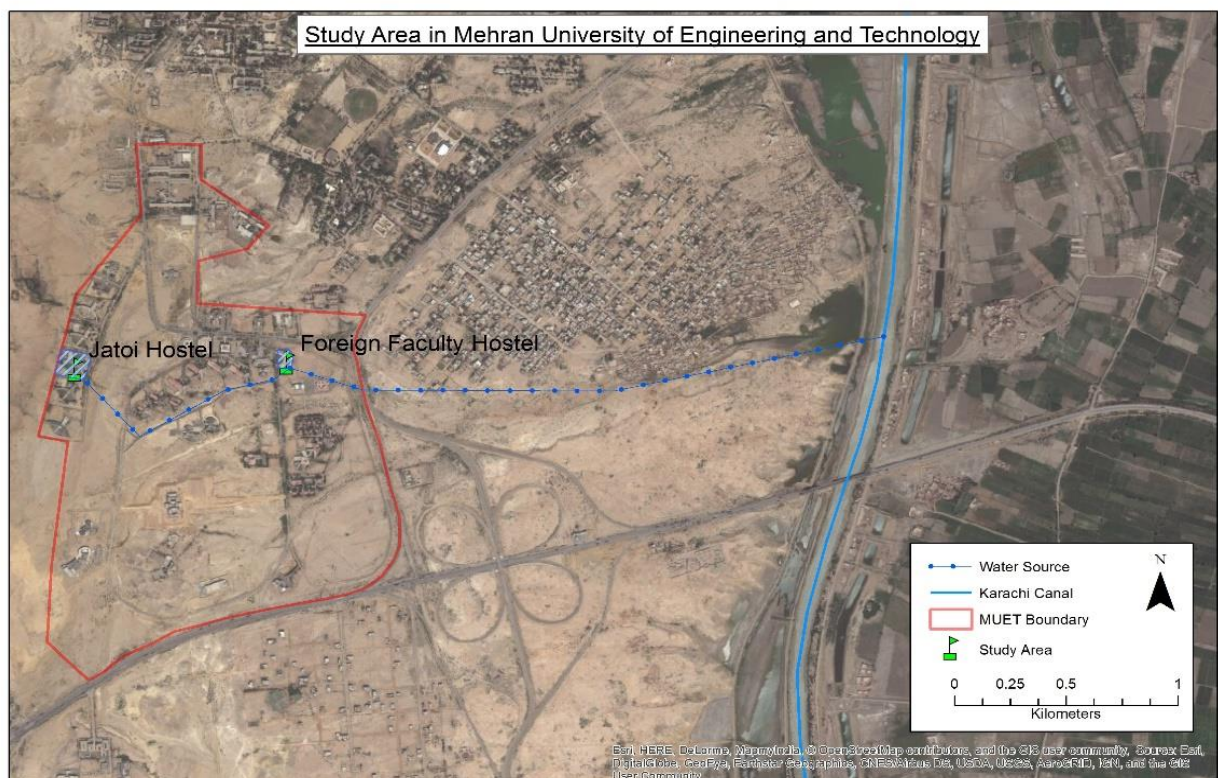 Study Area in Mehran University of Engineering and Technology
Jatoi Hostel
Foreign Faculty Hostel
N
Water Source
Karachi Canal
MUET Boundary
Study Area
0 0.25 0.5 1
Kilometers
Esri, HERE, DeLorme, MapmyIndia, © OpenStreetMap contributors, and the GIS user community, Source: Esri,
DigitalGlobe, GeoEye, Earthstar Geographics, CNES/Airbus DS, USDA, USGS, AeroGRID, IGN, and the GIS
User Community